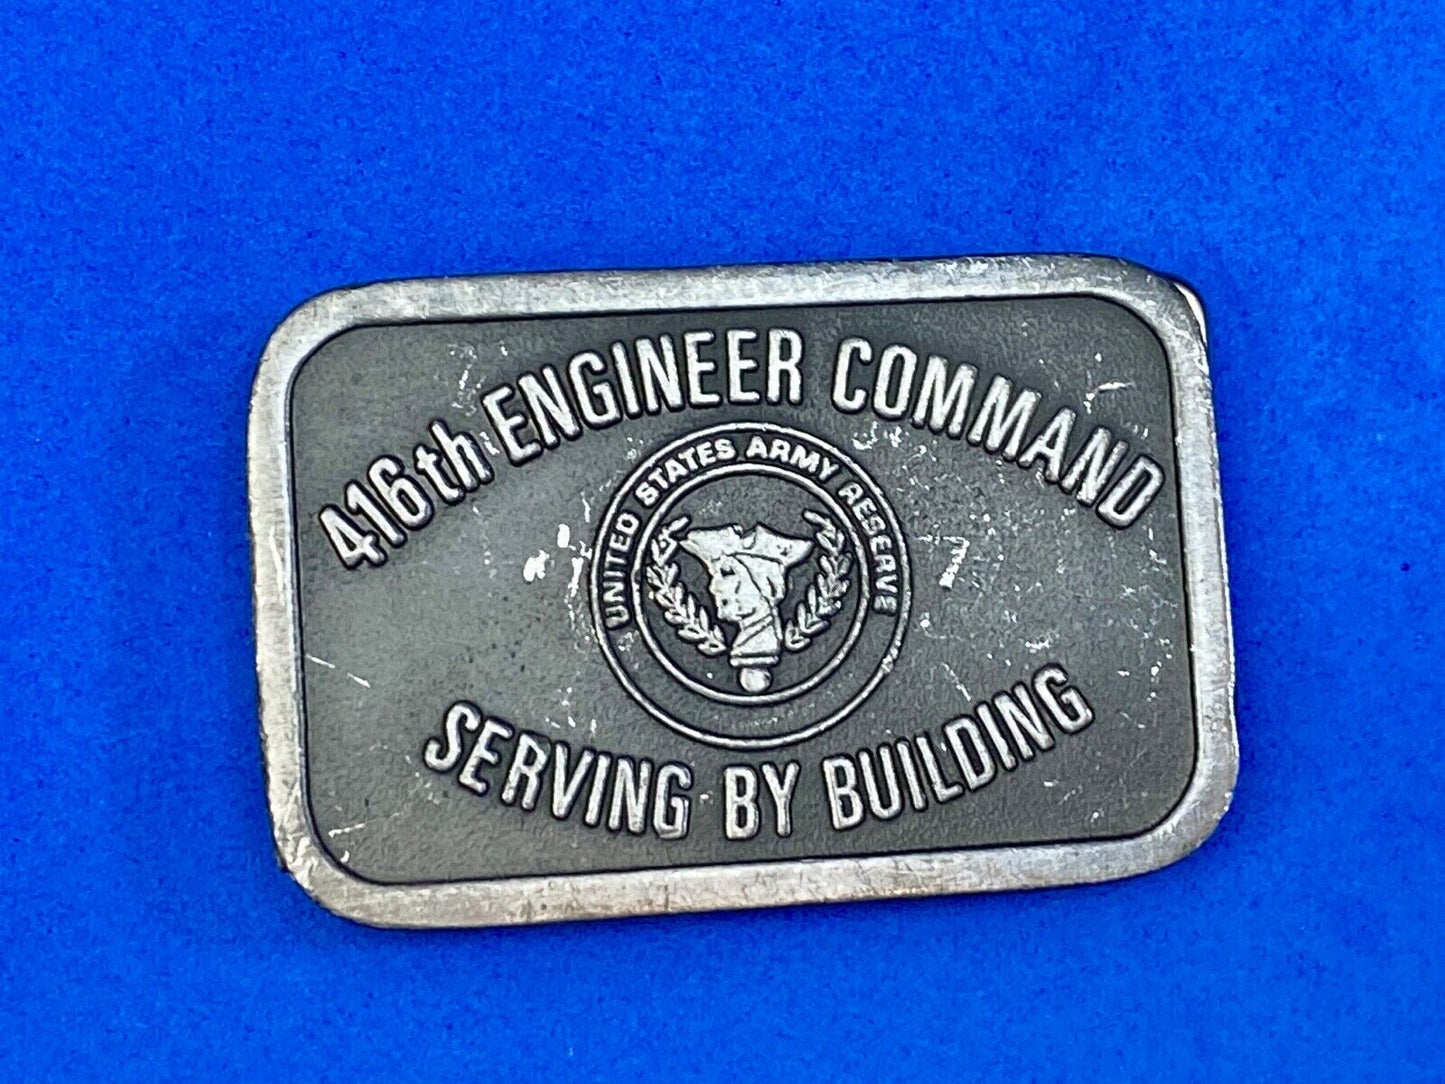 416th ENGINEER COMMAND
UNITED STATES ARMY RESERVE
SERVING BY BUILDING